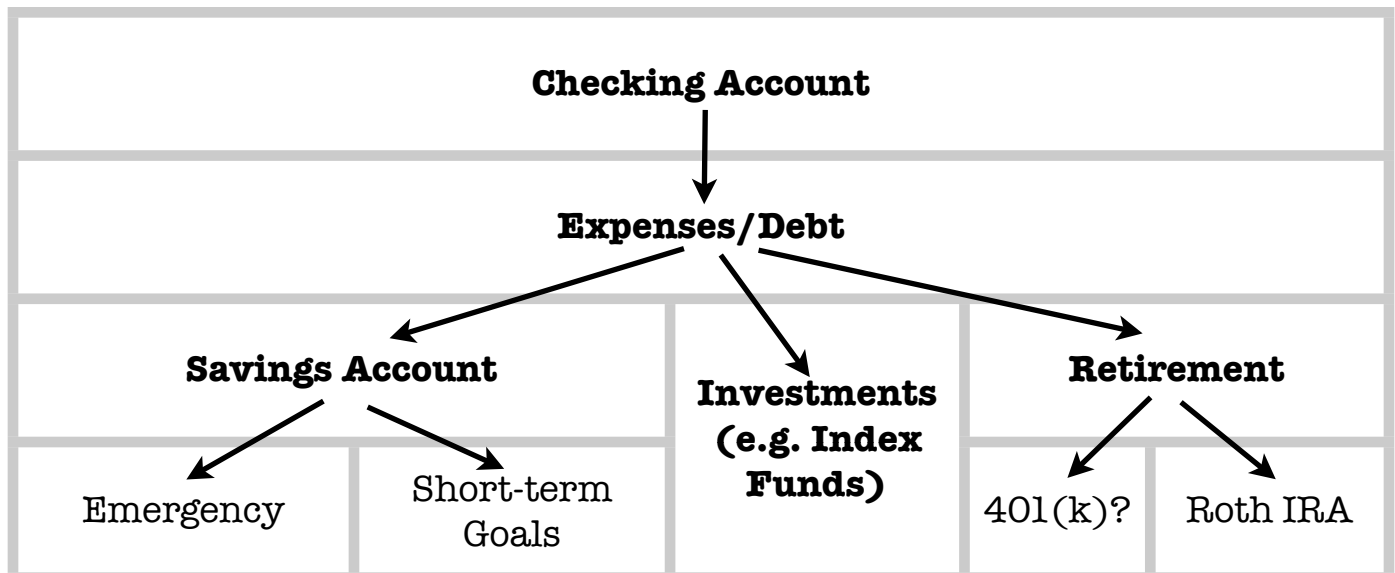 Checking Account
Expenses/Debt
Savings Account
Investments
(e.g. Index
Funds)
Retirement
Emergency
Short-term
Goals
401(k)?
Roth IRA